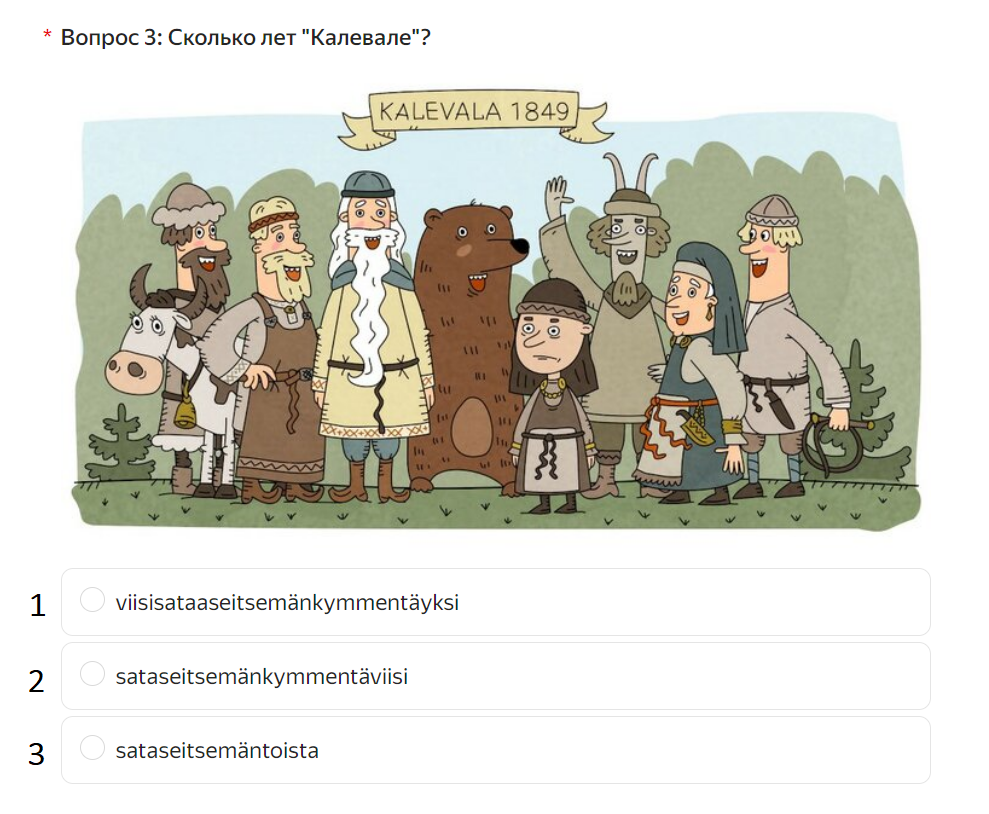 * Вопрос 3: Сколько лет "Калевале"?
KALEVALA 1849
1 viisisataaseitsemänkymmentäyksi
2 sataseitsemänkymmentäviisi
3 sataseitsemäntoista